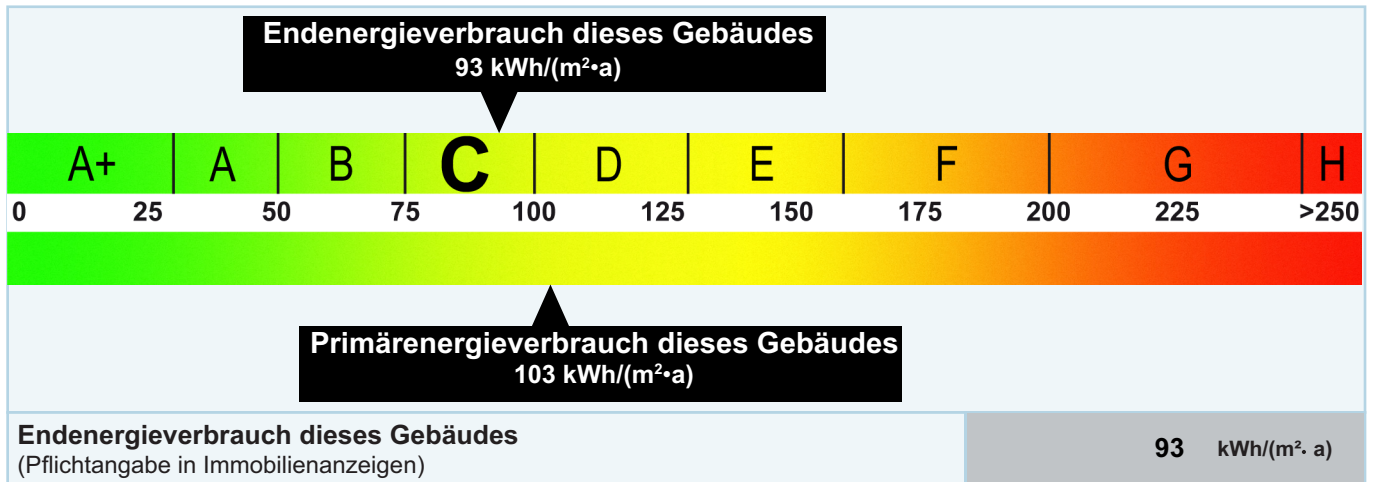 Endenergieverbrauch dieses Gebäudes
93 kWh/(m²•a)
A+ A B C D E F G H
0 25 50 75 100 125 150 175 200 225 >250
Primärenergieverbrauch dieses Gebäudes
103 kWh/(m²•a)
Endenergieverbrauch dieses Gebäudes
(Pflichtangabe in Immobilienanzeigen)
93 kWh/(m²· a)